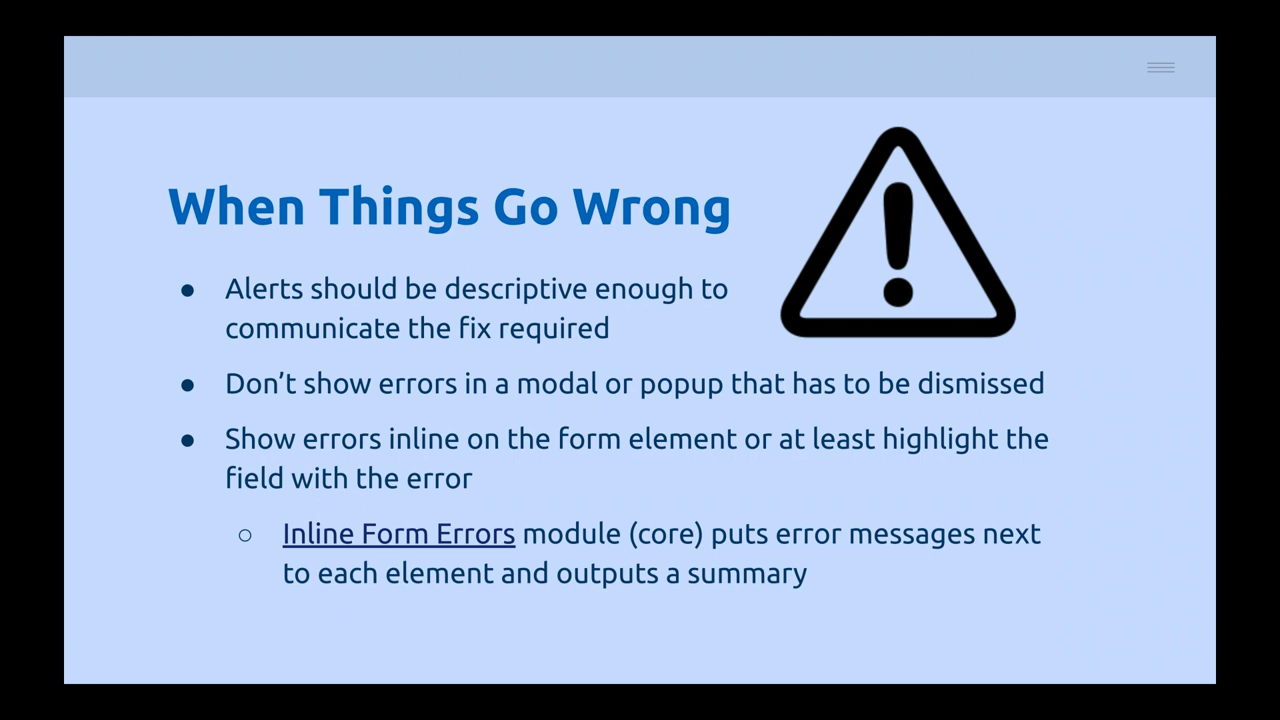 When Things Go Wrong
● Alerts should be descriptive enough to
communicate the fix required
● Don’t show errors in a modal or popup that has to be dismissed
● Show errors inline on the form element or at least highlight the
field with the error
○ Inline Form Errors module (core) puts error messages next
to each element and outputs a summary